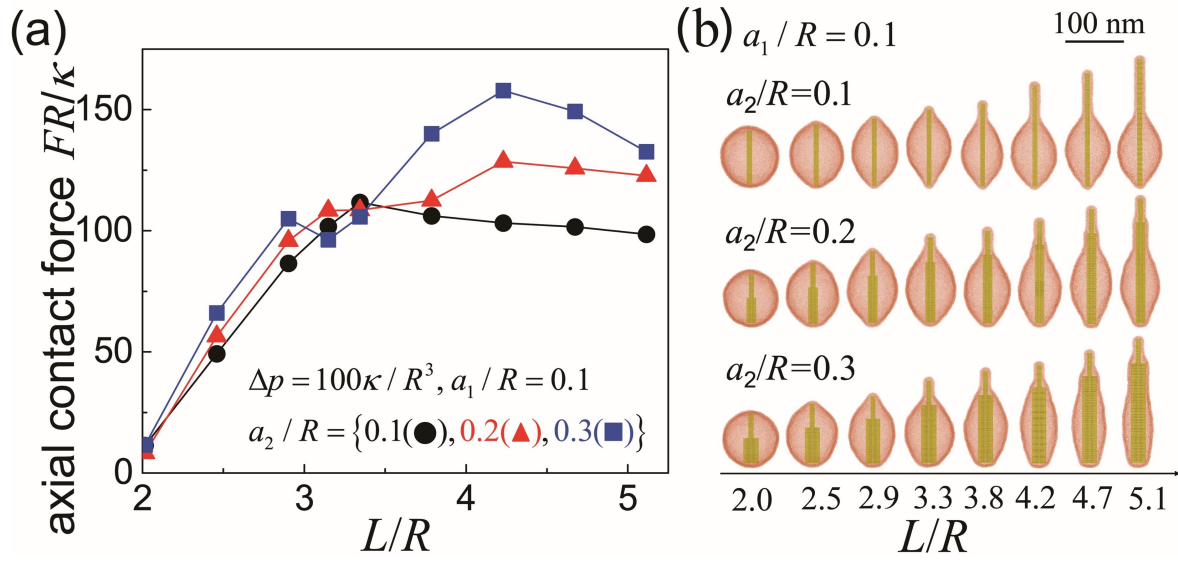 (a)
axial contact force FR/κ
150
100
50
0
2
3
4
5
L/R
Δp = 100κ / R³, a₁ / R = 0.1
a₂ / R = {0.1(●), 0.2(▲), 0.3(■)}
(b)
a₁ / R = 0.1
100 nm
a₂/R=0.1
a₂/R=0.2
a₂/R=0.3
2.0 2.5 2.9 3.3 3.8 4.2 4.7 5.1
L/R